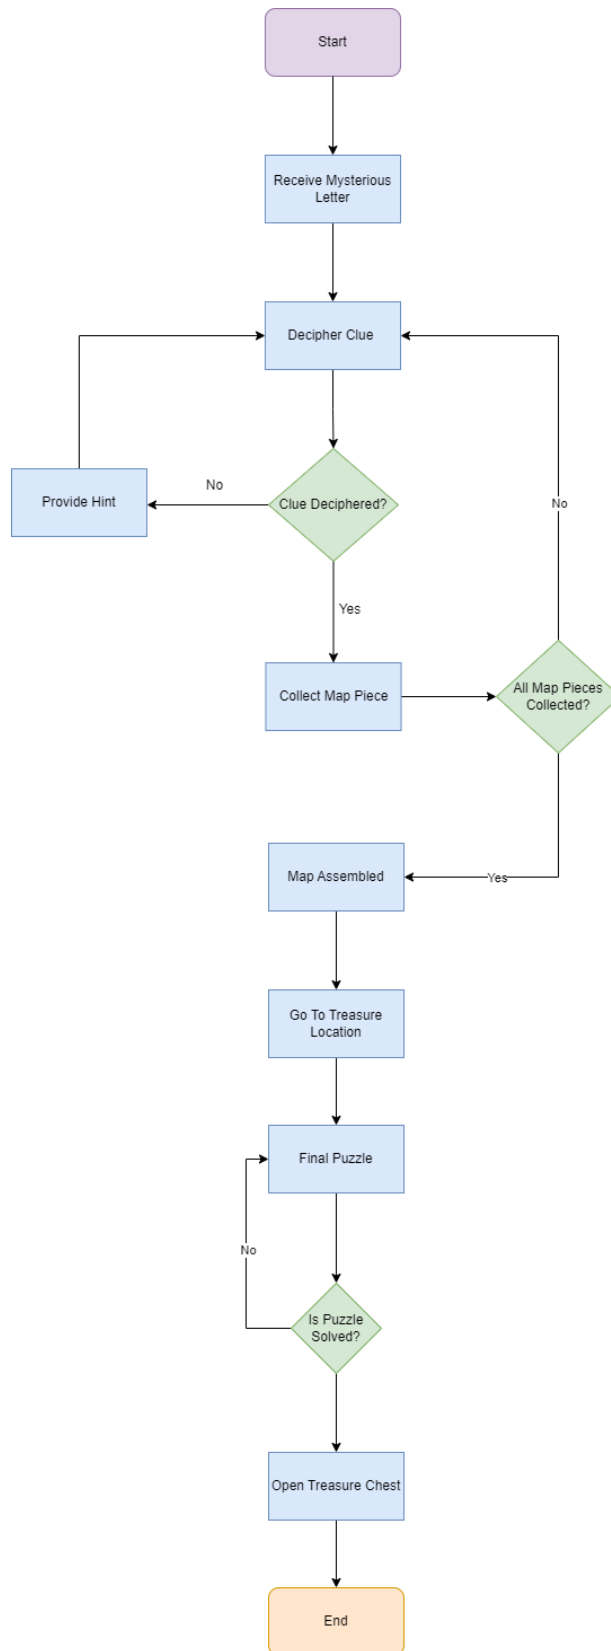 Start
Receive Mysterious
Letter
Decipher Clue
Clue Deciphered?
No
Provide Hint
Yes
Collect Map Piece
All Map Pieces
Collected?
No
Yes
Map Assembled
Go To Treasure
Location
Final Puzzle
No
Is Puzzle
Solved?
Open Treasure Chest
End